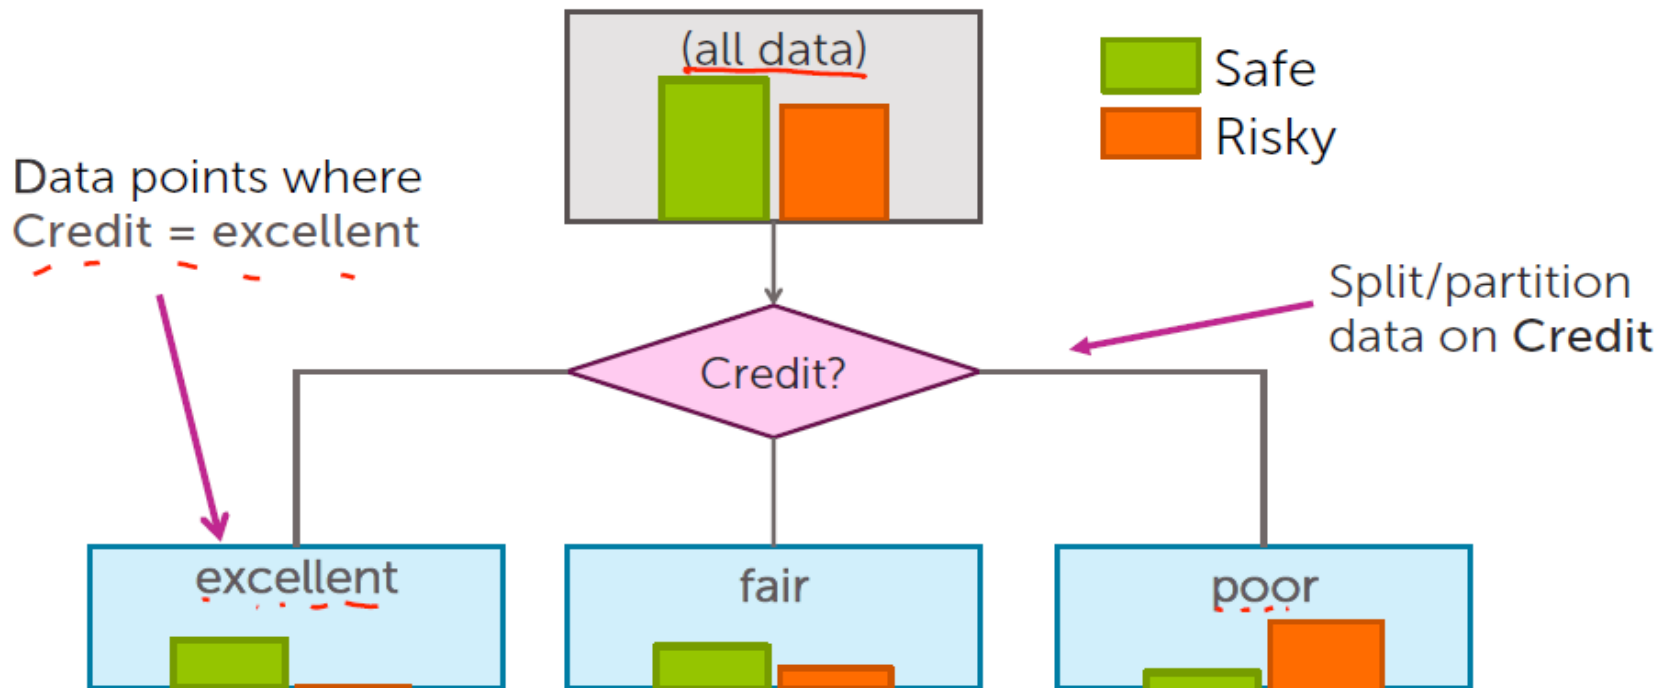 (all data)
Safe
Risky
Data points where
Credit = excellent
Split/partition
data on Credit
Credit?
excellent
fair
poor